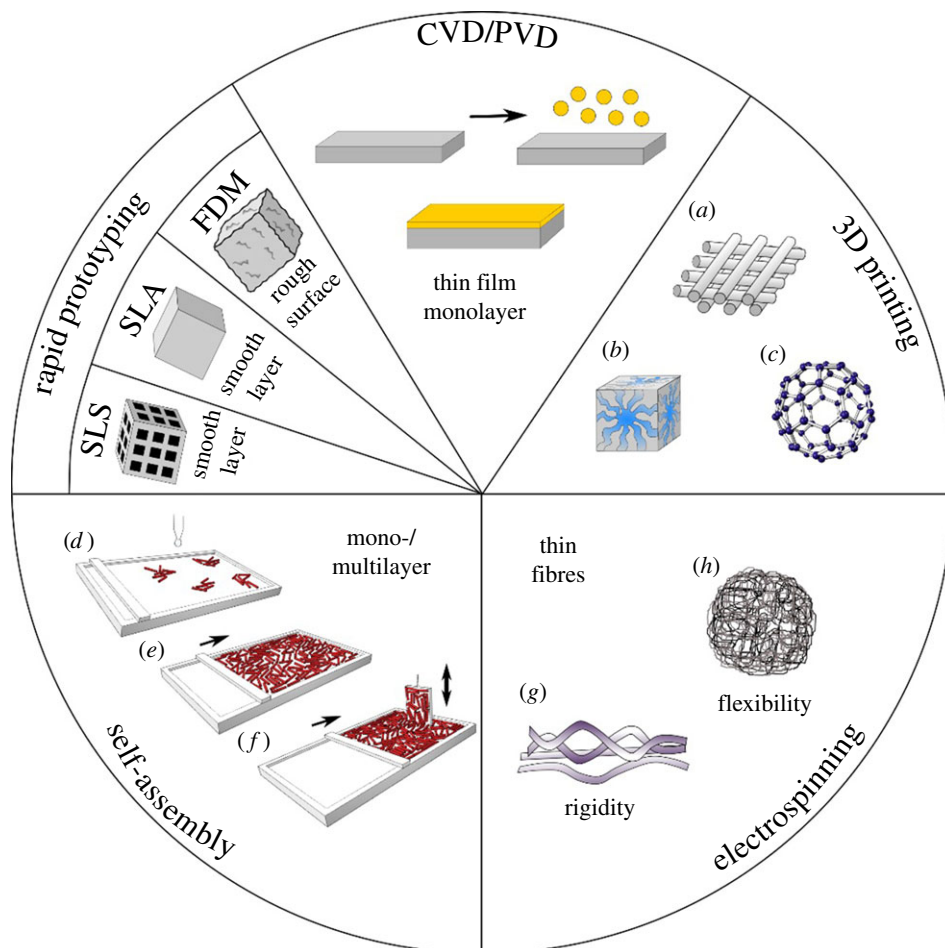 CVD/PVD
thin film
monolayer
3D printing
(a)
(b)
(c)
rapid prototyping
FDM
rough
surface
SLA
smooth
layer
SLS
smooth
layer
self-assembly
mono-/
multilayer
(d)
(e)
(f)
electrospinning
thin
fibres
(h)
flexibility
(g)
rigidity